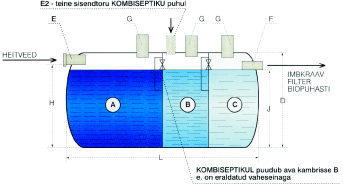 E2 - teine sisendtoru KOMBISEPTIKU puhul
E G G G F
HEITVEED
IMBKRAAV
FILTER
BIOPUHASTI
H A B C J D
L
KOMBISEPTIKUL puudub ava kambrisse B
e. on eraldatud vaheseinaga